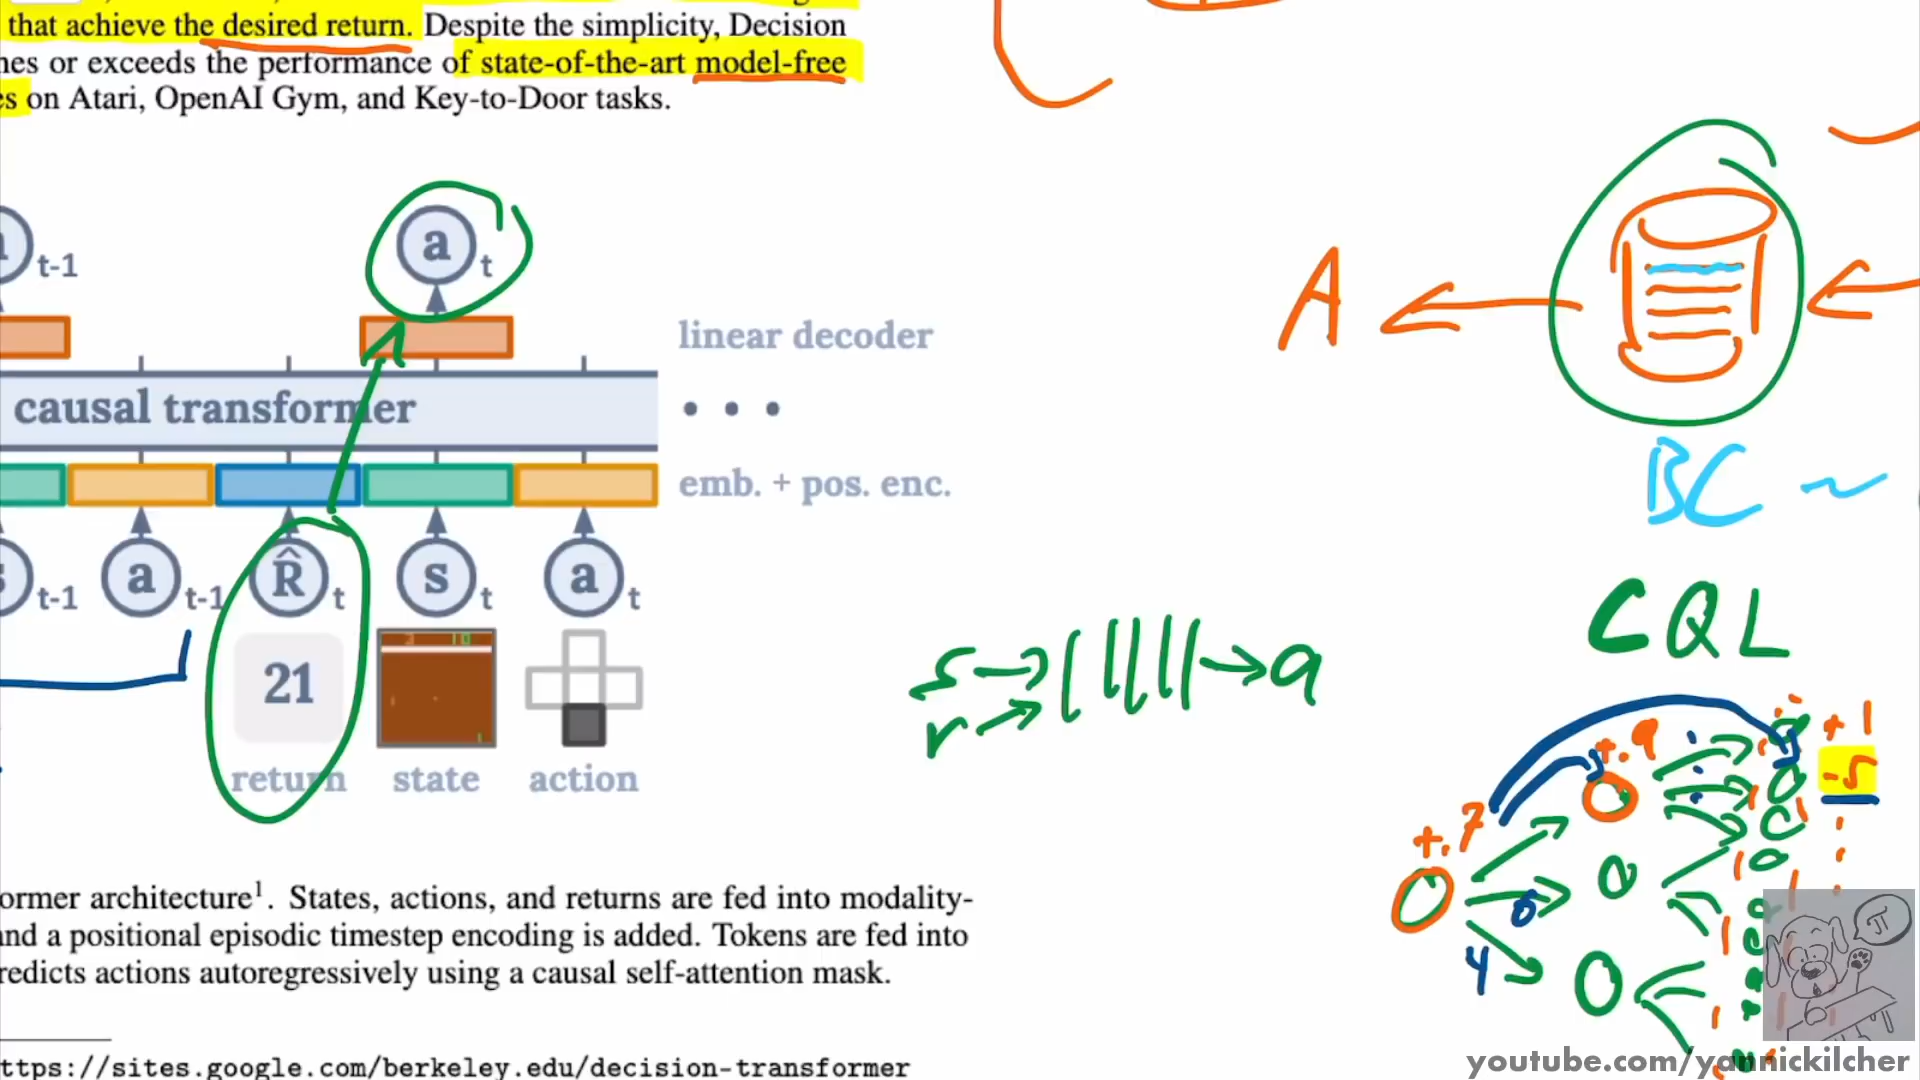 that achieve the desired return. Despite the simplicity, Decision
hes or exceeds the performance of state-of-the-art model-free
es on Atari, OpenAI Gym, and Key-to-Door tasks.
t-1
a t
linear decoder
causal transformer
emb. + pos. enc.
s t-1
a t-1
R̂ t
s t
a t
21
return
state
action
ormer architecture¹. States, actions, and returns are fed into modality-
and a positional episodic timestep encoding is added. Tokens are fed into
redicts actions autoregressively using a causal self-attention mask.
ttps://sites.google.com/berkeley.edu/decision-transformer
A
BC ~
CQL
s → → a
r
+.9
+1
-5
+.7
4
π
youtube.com/yannickilcher